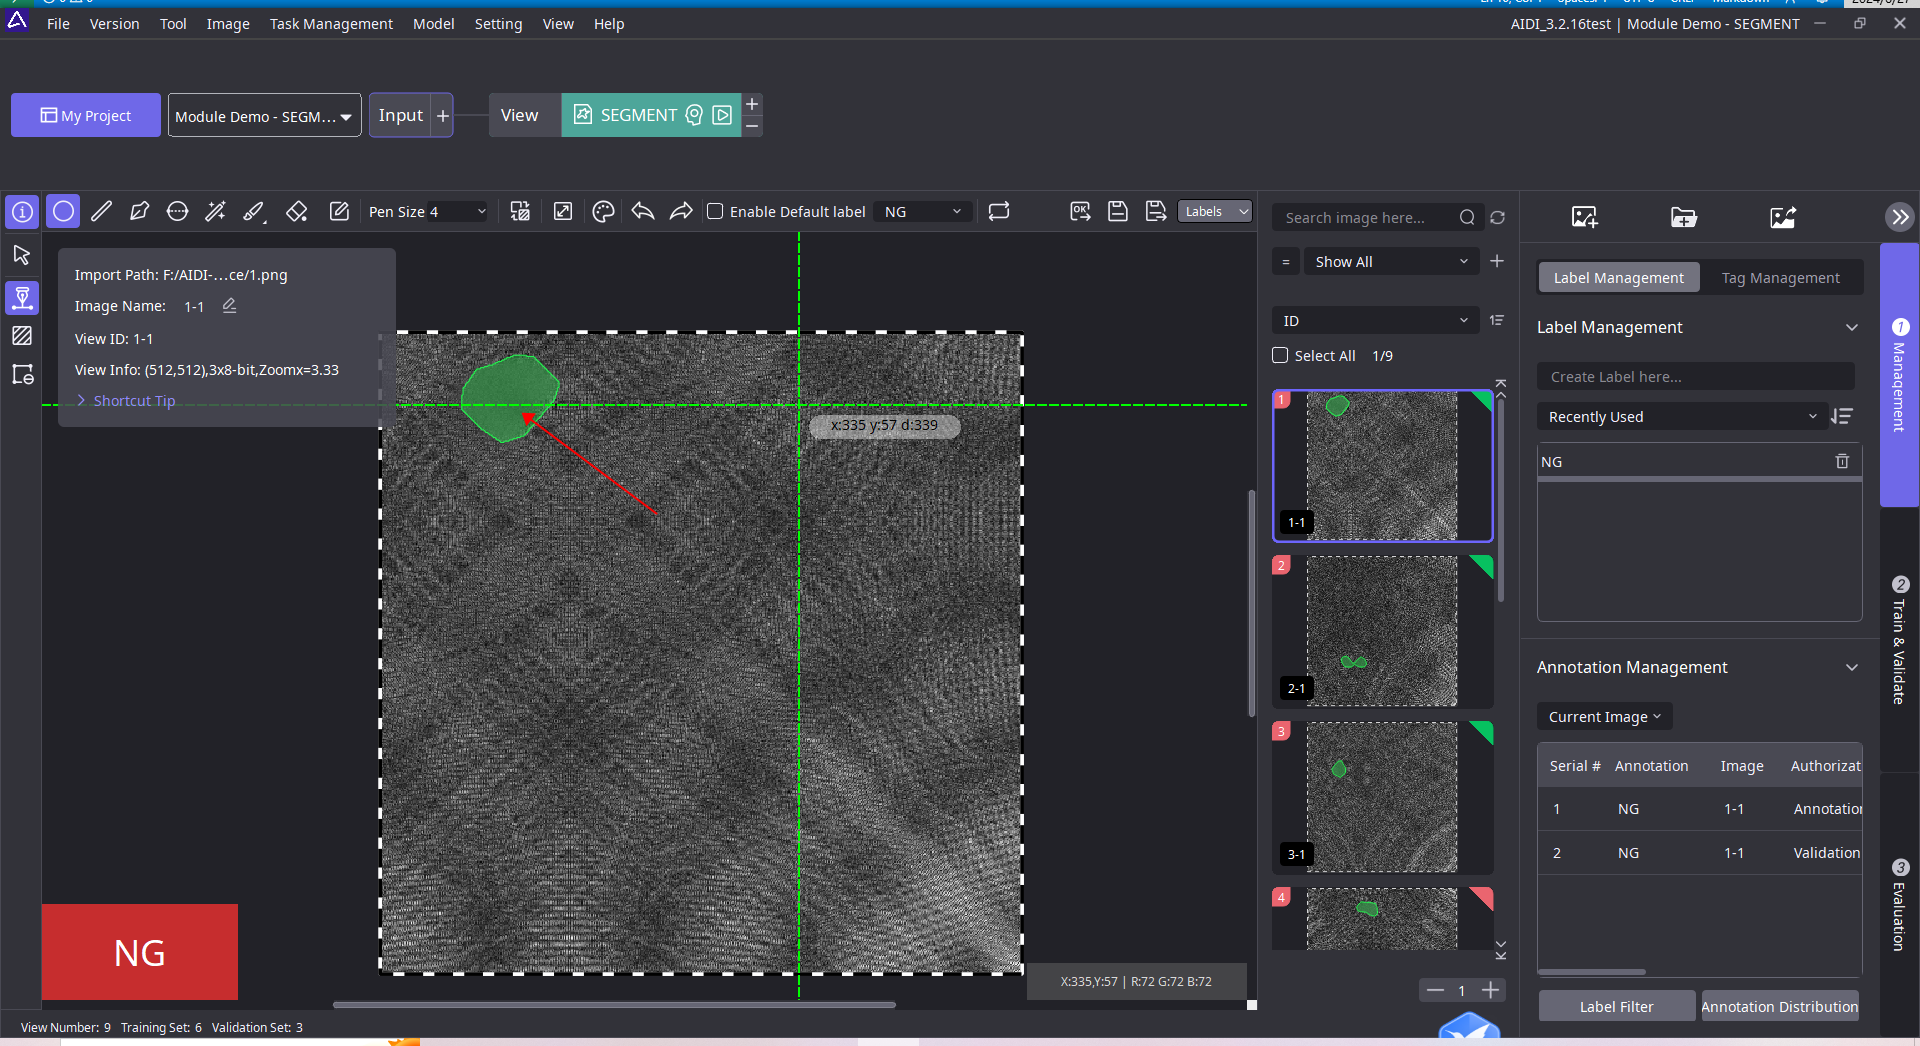 File Version Tool Image Task Management Model Setting View Help
AIDI_3.2.16test | Module Demo - SEGMENT
My Project
Module Demo - SEGM...
Input +
View
SEGMENT
Pen Size 4
Enable Default label
NG
Labels
Import Path: F:/AIDI-...ce/1.png
Image Name: 1-1
View ID: 1-1
View Info: (512,512),3x8-bit,Zoomx=3.33
Shortcut Tip
x:335 y:57 d:339
NG
X:335,Y:57 | R:72 G:72 B:72
View Number: 9 Training Set: 6 Validation Set: 3
Search image here...
= Show All
ID
Select All 1/9
1
1-1
2
2-1
3
3-1
4
1
Label Management Tag Management
Label Management
Create Label here...
Recently Used
NG
Annotation Management
Current Image
Serial # Annotation Image Authorizat
1 NG 1-1 Annotation
2 NG 1-1 Validation
Label Filter
Annotation Distribution
1 Management
2 Train & Validate
3 Evaluation